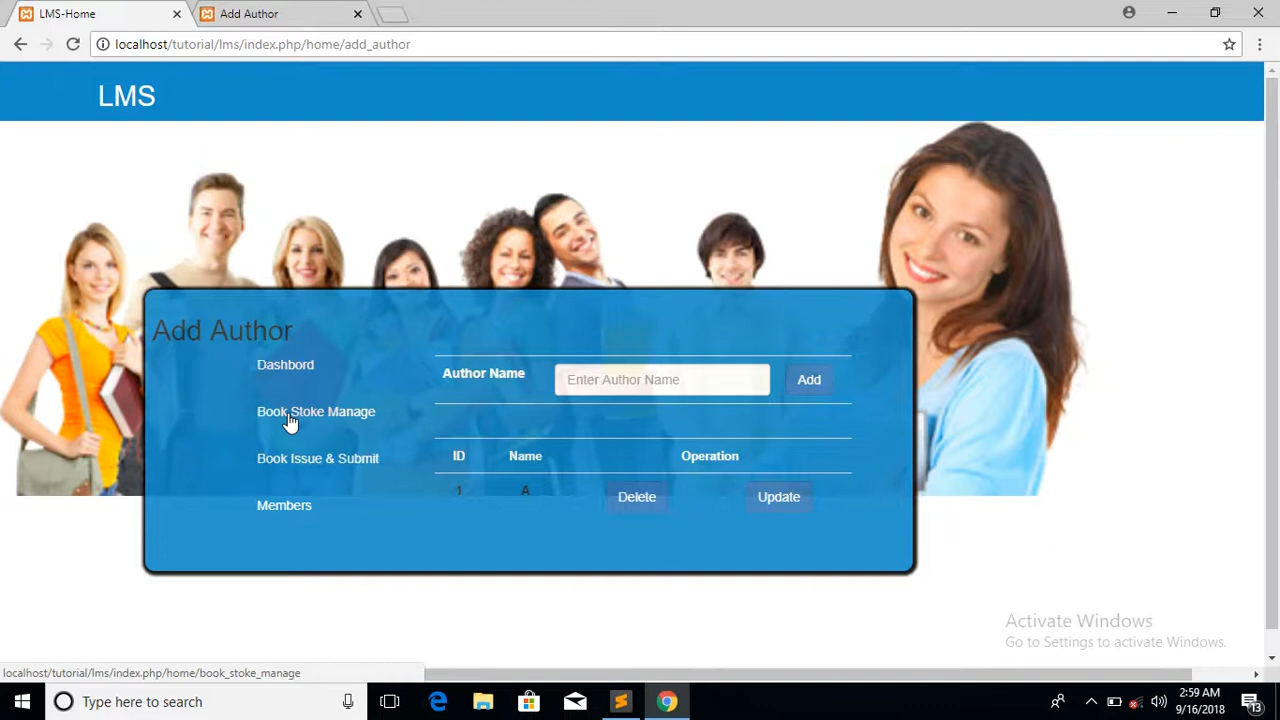 LMS-Home
Add Author
localhost/tutorial/lms/index.php/home/add_author
LMS
Add Author
Dashbord
Book Stoke Manage
Book Issue & Submit
Members
Author Name
Enter Author Name
Add
ID Name Operation
1 A Delete Update
Activate Windows
Go to Settings to activate Windows.
localhost/tutorial/lms/index.php/home/book_stoke_manage
Type here to search
2:59 AM
9/16/2018
13